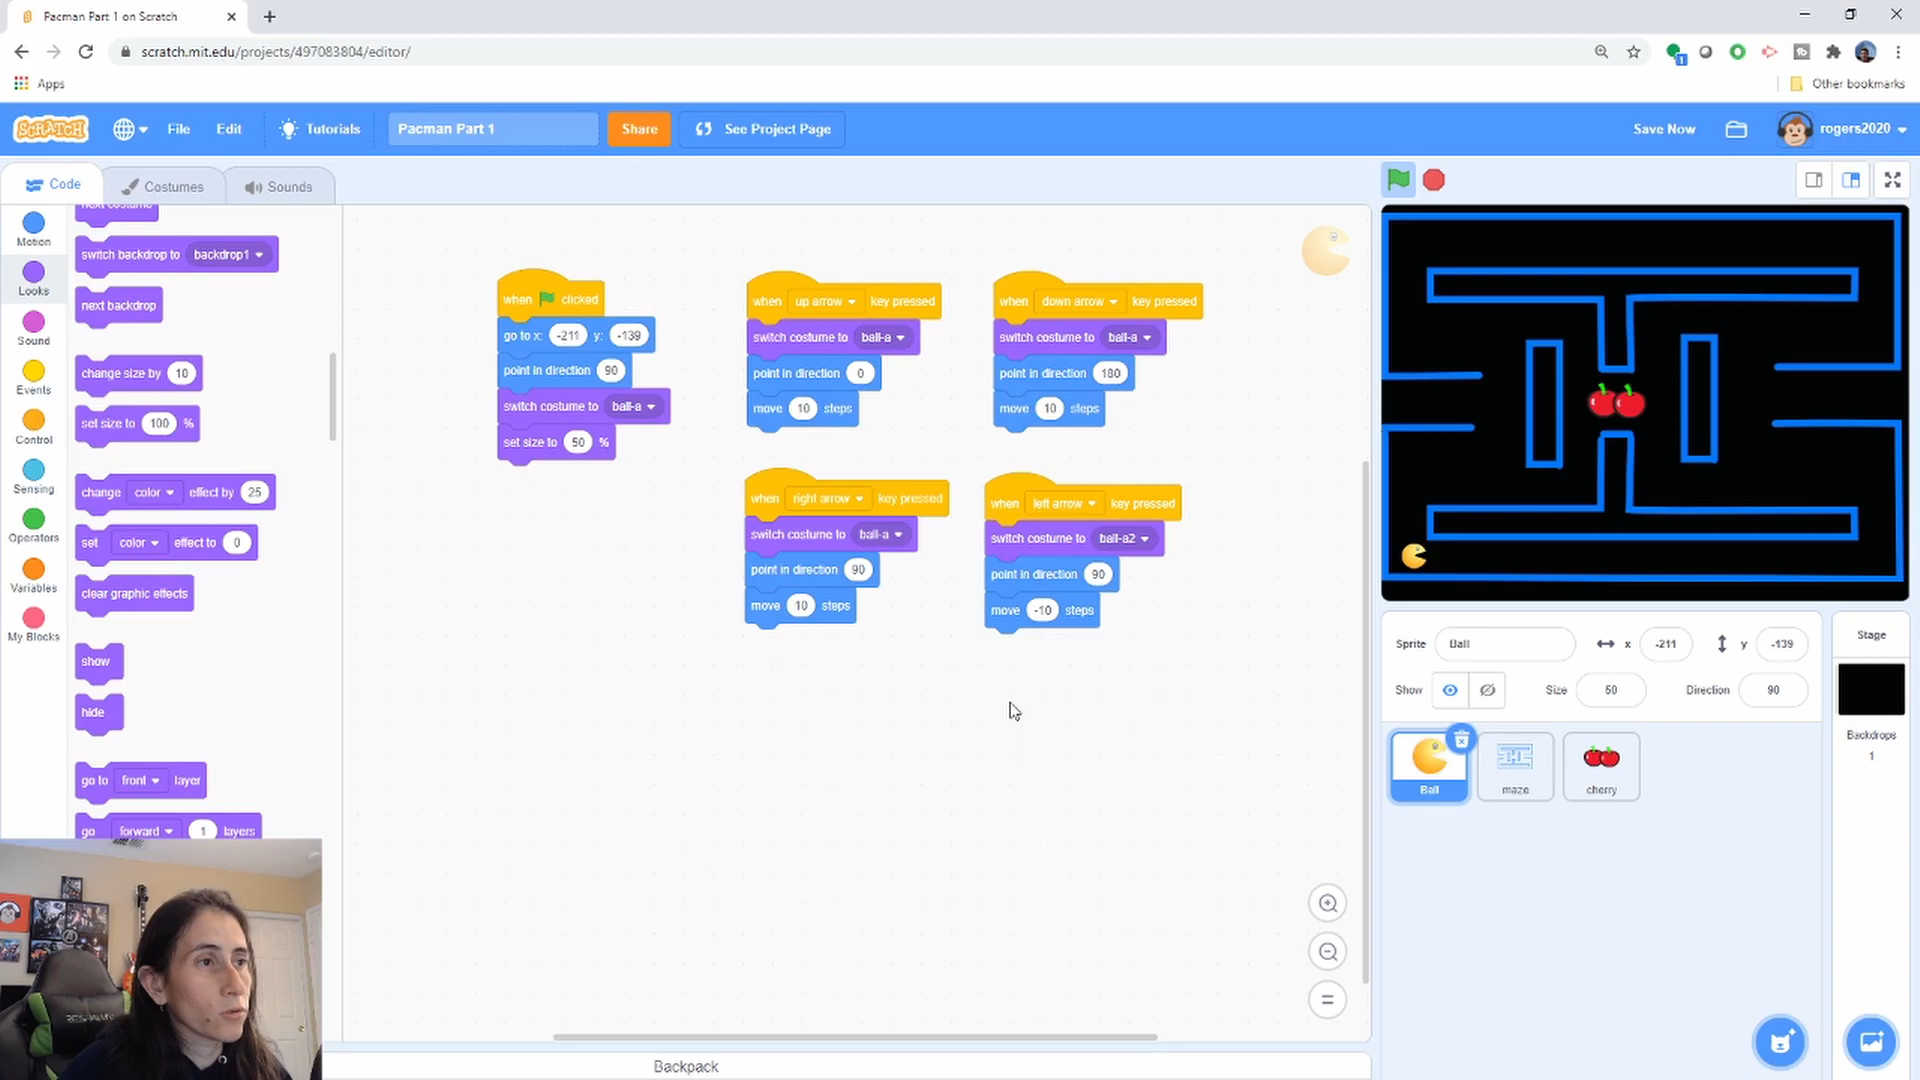 Pacman Part 1 on Scratch
scratch.mit.edu/projects/497083804/editor/
Apps
Other bookmarks
SCRATCH
File
Edit
Tutorials
Pacman Part 1
Share
See Project Page
Save Now
rogers2020
Code
Costumes
Sounds
Motion
Looks
Sound
Events
Control
Sensing
Operators
Variables
My Blocks
next costume
switch backdrop to backdrop1
next backdrop
change size by 10
set size to 100 %
change color effect by 25
set color effect to 0
clear graphic effects
show
hide
go to front layer
go forward 1 layers
when clicked
go to x: -211 y: -139
point in direction 90
switch costume to ball-a
set size to 50 %
when up arrow key pressed
switch costume to ball-a
point in direction 0
move 10 steps
when down arrow key pressed
switch costume to ball-a
point in direction 180
move 10 steps
when right arrow key pressed
switch costume to ball-a
point in direction 90
move 10 steps
when left arrow key pressed
switch costume to ball-a2
point in direction 90
move -10 steps
Sprite Ball x -211 y -139
Show Size 50 Direction 90
Ball
maze
cherry
Stage
Backdrops
1
Backpack